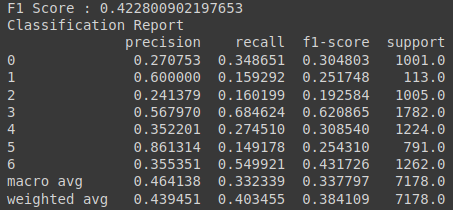 F1 Score : 0.422800902197653
Classification Report
precision recall f1-score support
0 0.270753 0.348651 0.304803 1001.0
1 0.600000 0.159292 0.251748 113.0
2 0.241379 0.160199 0.192584 1005.0
3 0.567970 0.684624 0.620865 1782.0
4 0.352201 0.274510 0.308540 1224.0
5 0.861314 0.149178 0.254310 791.0
6 0.355351 0.549921 0.431726 1262.0
macro avg 0.464138 0.332339 0.337797 7178.0
weighted avg 0.439451 0.403455 0.384109 7178.0